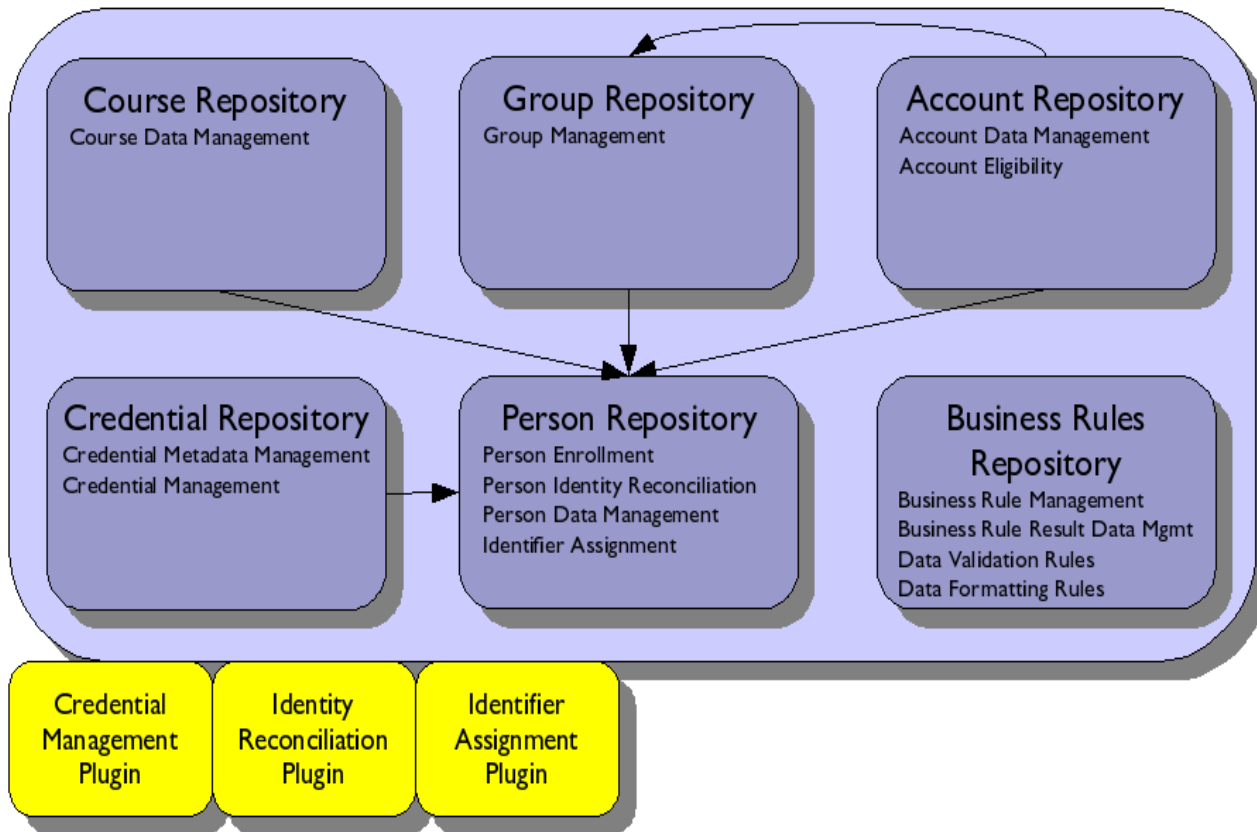 Course Repository
Course Data Management
Group Repository
Group Management
Account Repository
Account Data Management
Account Eligibility
Credential Repository
Credential Metadata Management
Credential Management
Person Repository
Person Enrollment
Person Identity Reconciliation
Person Data Management
Identifier Assignment
Business Rules
Repository
Business Rule Management
Business Rule Result Data Mgmt
Data Validation Rules
Data Formatting Rules
Credential
Management
Plugin
Identity
Reconciliation
Plugin
Identifier
Assignment
Plugin